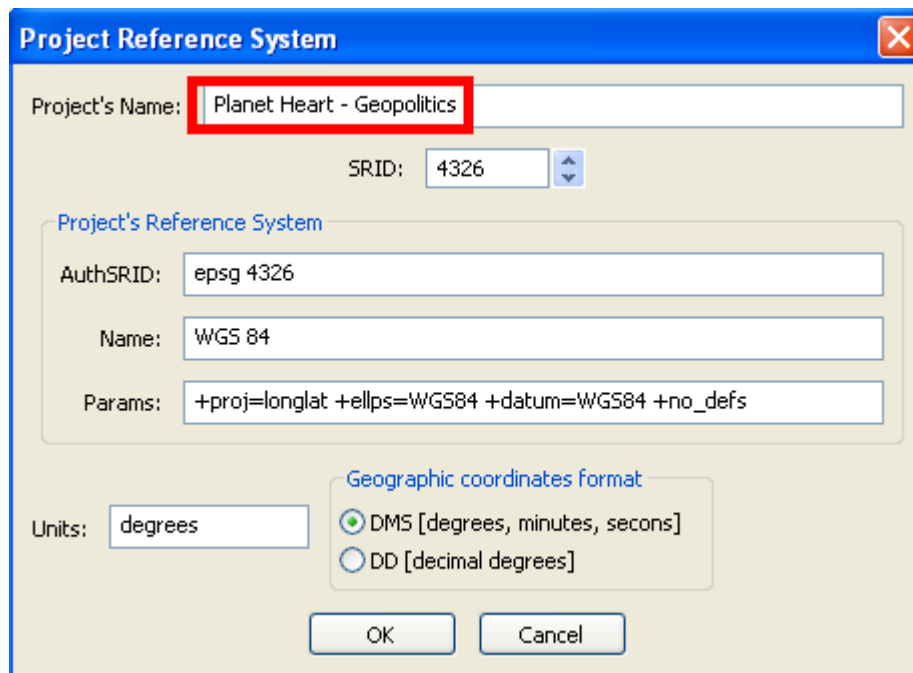 Project Reference System
Project's Name: Planet Heart - Geopolitics
SRID: 4326
Project's Reference System
AuthSRID: epsg 4326
Name: WGS 84
Params: +proj=longlat +ellps=WGS84 +datum=WGS84 +no_defs
Geographic coordinates format
Units: degrees
DMS [degrees, minutes, secons]
DD [decimal degrees]
OK Cancel